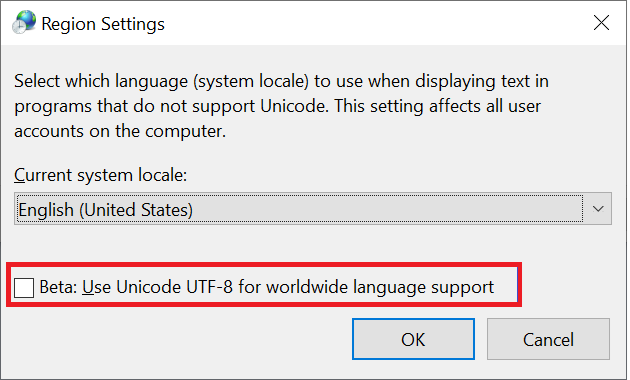 Region Settings
Select which language (system locale) to use when displaying text in
programs that do not support Unicode. This setting affects all user
accounts on the computer.
Current system locale:
English (United States)
Beta: Use Unicode UTF-8 for worldwide language support
OK
Cancel